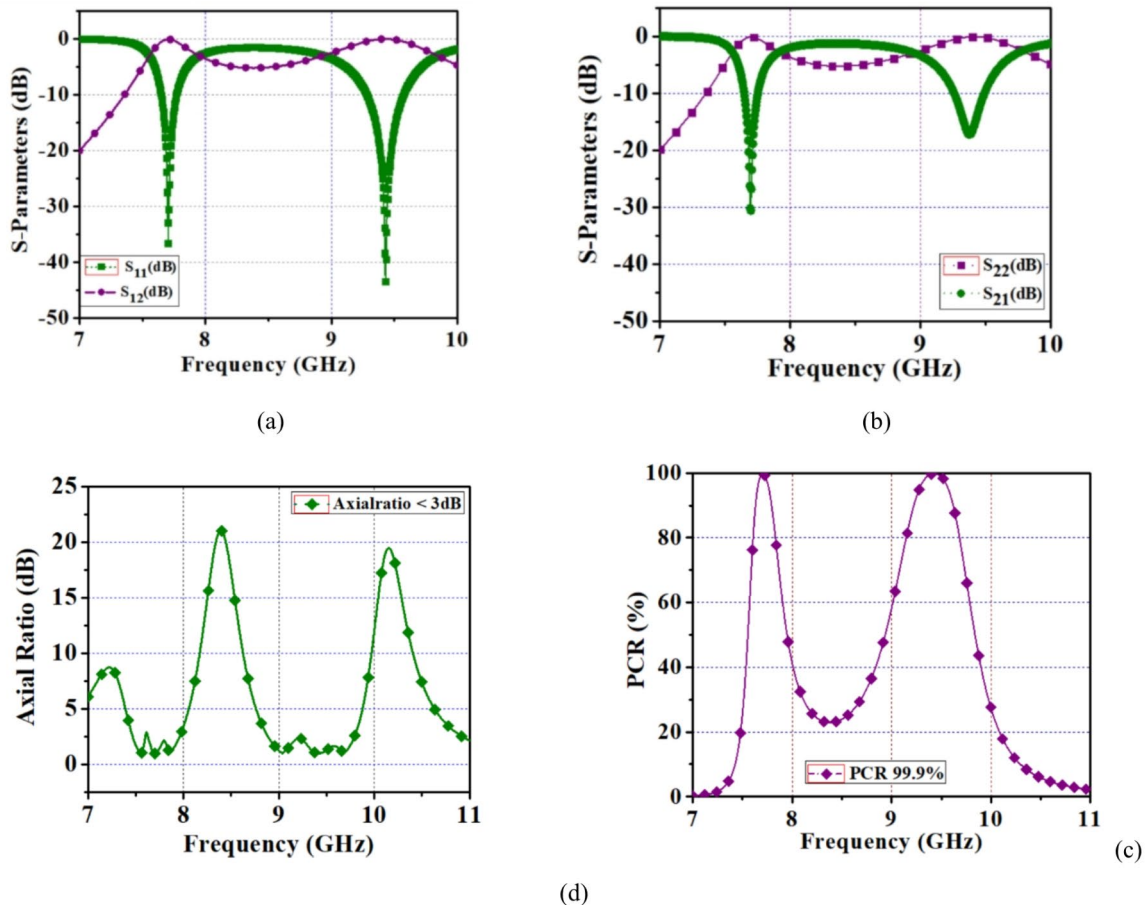 S-Parameters (dB)
0
-10
-20
-30
-40
-50
S11(dB)
S12(dB)
7 8 9 10
Frequency (GHz)
(a)
S-Parameters (dB)
0
-10
-20
-30
-40
-50
S22(dB)
S21(dB)
7 8 9 10
Frequency (GHz)
(b)
Axial Ratio (dB)
25
20
15
10
5
0
Axialratio < 3dB
7 8 9 10 11
Frequency (GHz)
(d)
PCR (%)
100
80
60
40
20
0
PCR 99.9%
7 8 9 10 11
Frequency (GHz)
(c)